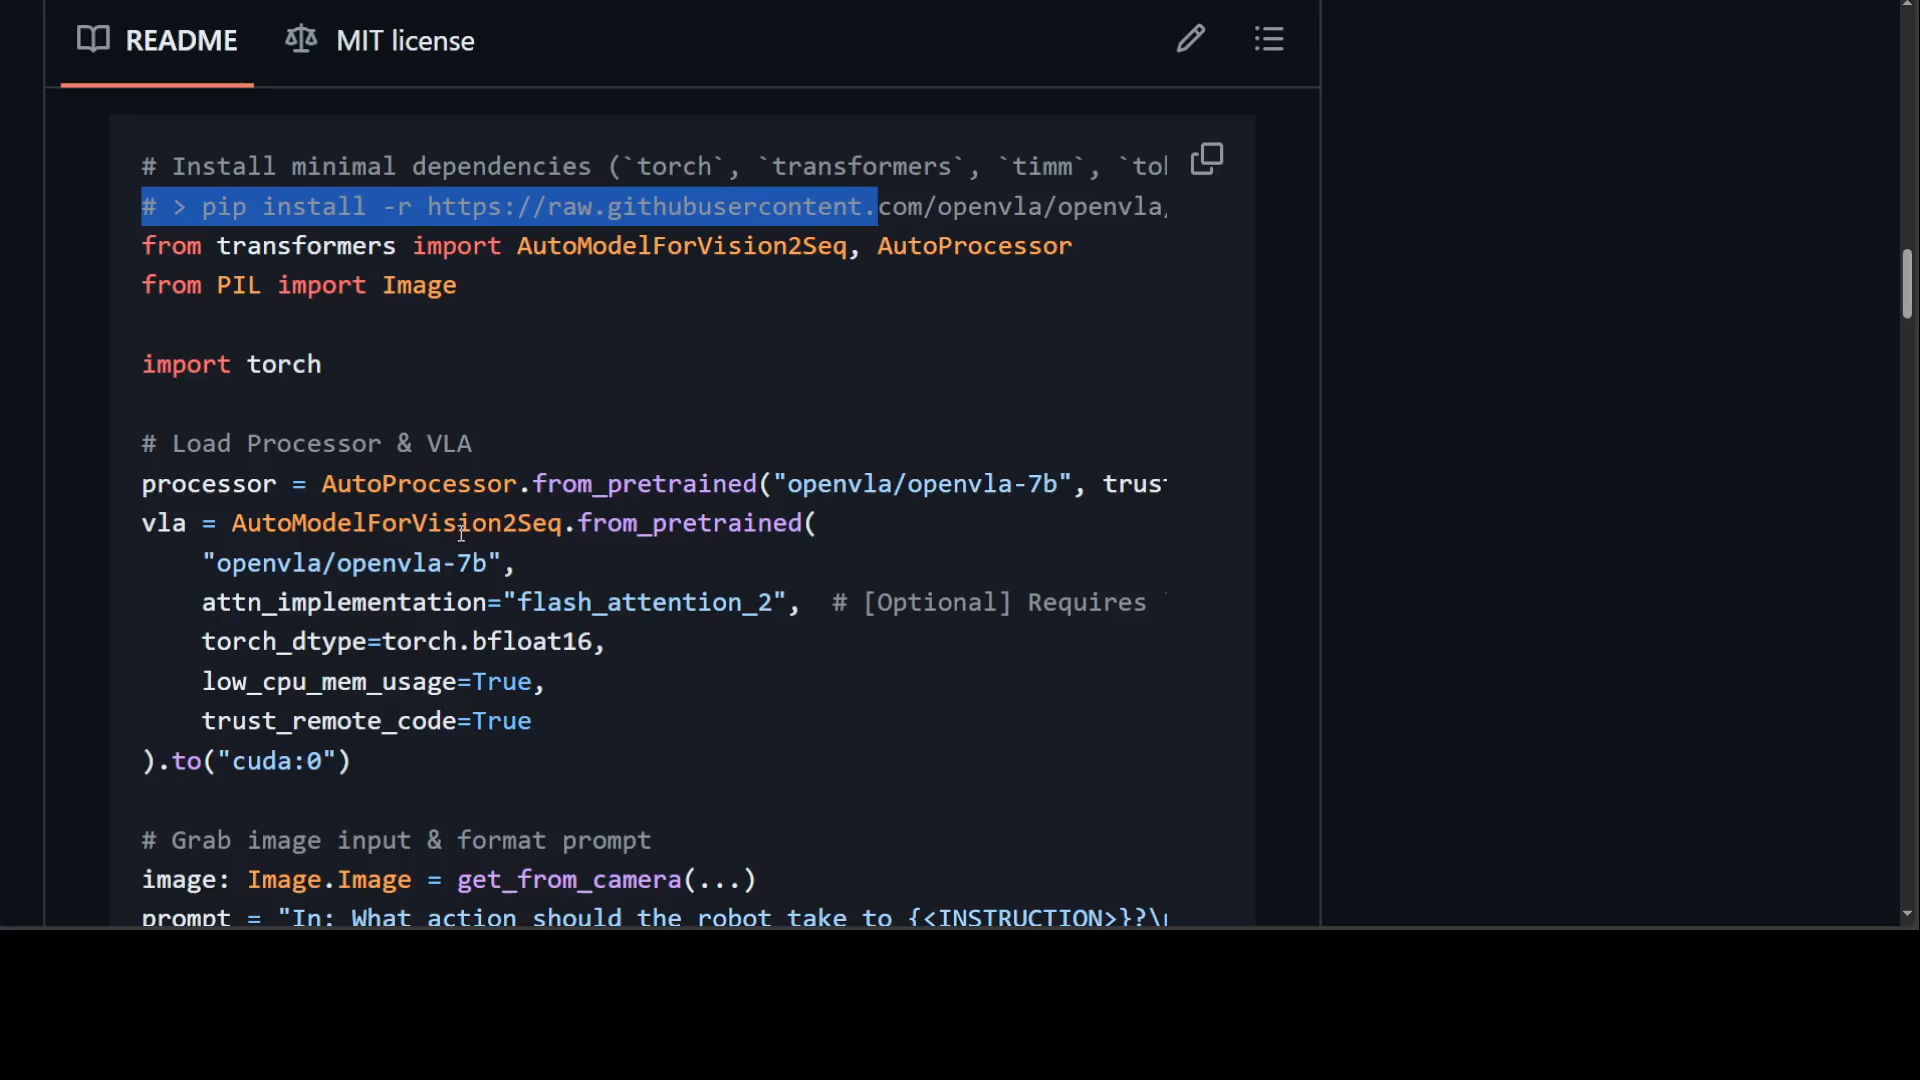 README MIT license
# Install minimal dependencies (`torch`, `transformers`, `timm`, `tok
# > pip install -r https://raw.githubusercontent.com/openvla/openvla/
from transformers import AutoModelForVision2Seq, AutoProcessor
from PIL import Image
import torch
# Load Processor & VLA
processor = AutoProcessor.from_pretrained("openvla/openvla-7b", trust
vla = AutoModelForVision2Seq.from_pretrained(
"openvla/openvla-7b",
attn_implementation="flash_attention_2", # [Optional] Requires `
torch_dtype=torch.bfloat16,
low_cpu_mem_usage=True,
trust_remote_code=True
).to("cuda:0")
# Grab image input & format prompt
image: Image.Image = get_from_camera(...)
prompt = "In: What action should the robot take to {<INSTRUCTION>}?\